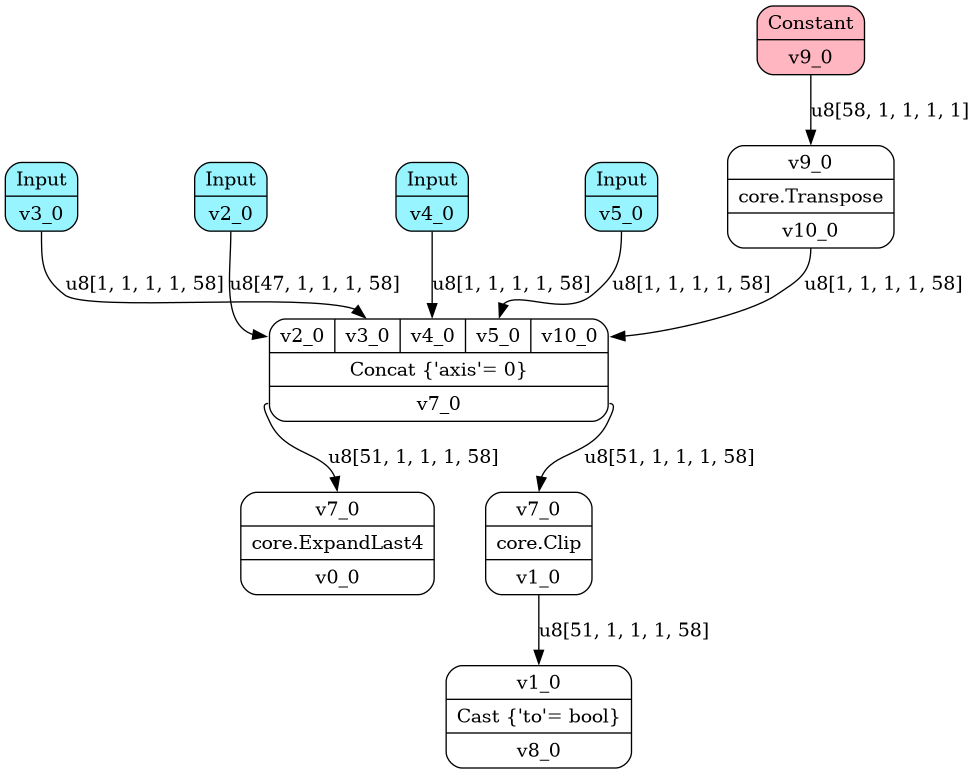 Constant
v9_0
u8[58, 1, 1, 1, 1]
Input
v3_0
Input
v2_0
Input
v4_0
Input
v5_0
v9_0
core.Transpose
v10_0
u8[1, 1, 1, 1, 58]
u8[47, 1, 1, 1, 58]
u8[1, 1, 1, 1, 58]
u8[1, 1, 1, 1, 58]
u8[1, 1, 1, 1, 58]
v2_0 v3_0 v4_0 v5_0 v10_0
Concat {'axis'= 0}
v7_0
u8[51, 1, 1, 1, 58]
u8[51, 1, 1, 1, 58]
v7_0
core.ExpandLast4
v0_0
v7_0
core.Clip
v1_0
u8[51, 1, 1, 1, 58]
v1_0
Cast {'to'= bool}
v8_0